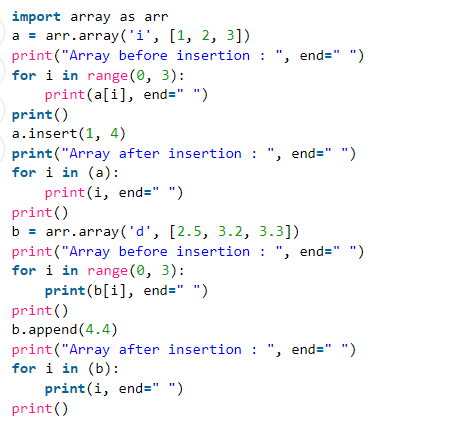 import array as arr
a = arr.array('i', [1, 2, 3])
print("Array before insertion : ", end=" ")
for i in range(0, 3):
    print(a[i], end=" ")
print()
a.insert(1, 4)
print("Array after insertion : ", end=" ")
for i in (a):
    print(i, end=" ")
print()
b = arr.array('d', [2.5, 3.2, 3.3])
print("Array before insertion : ", end=" ")
for i in range(0, 3):
    print(b[i], end=" ")
print()
b.append(4.4)
print("Array after insertion : ", end=" ")
for i in (b):
    print(i, end=" ")
print()